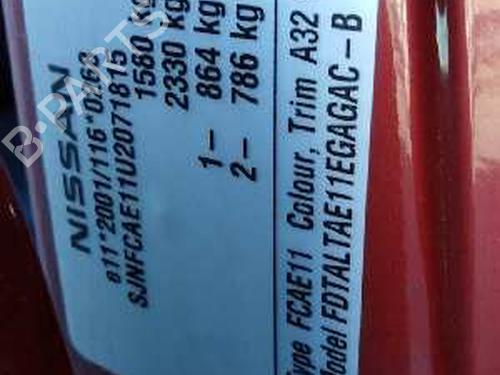 NISSAN
e11*2001/116*0
SJNFCAE11U2071815
1580 kg
2330 kg
1– 864 kg
2– 786 kg
Type FCAE11 Colour, Trim A32
Model FDTALTAE11EGAGAC–B
B-PARTS